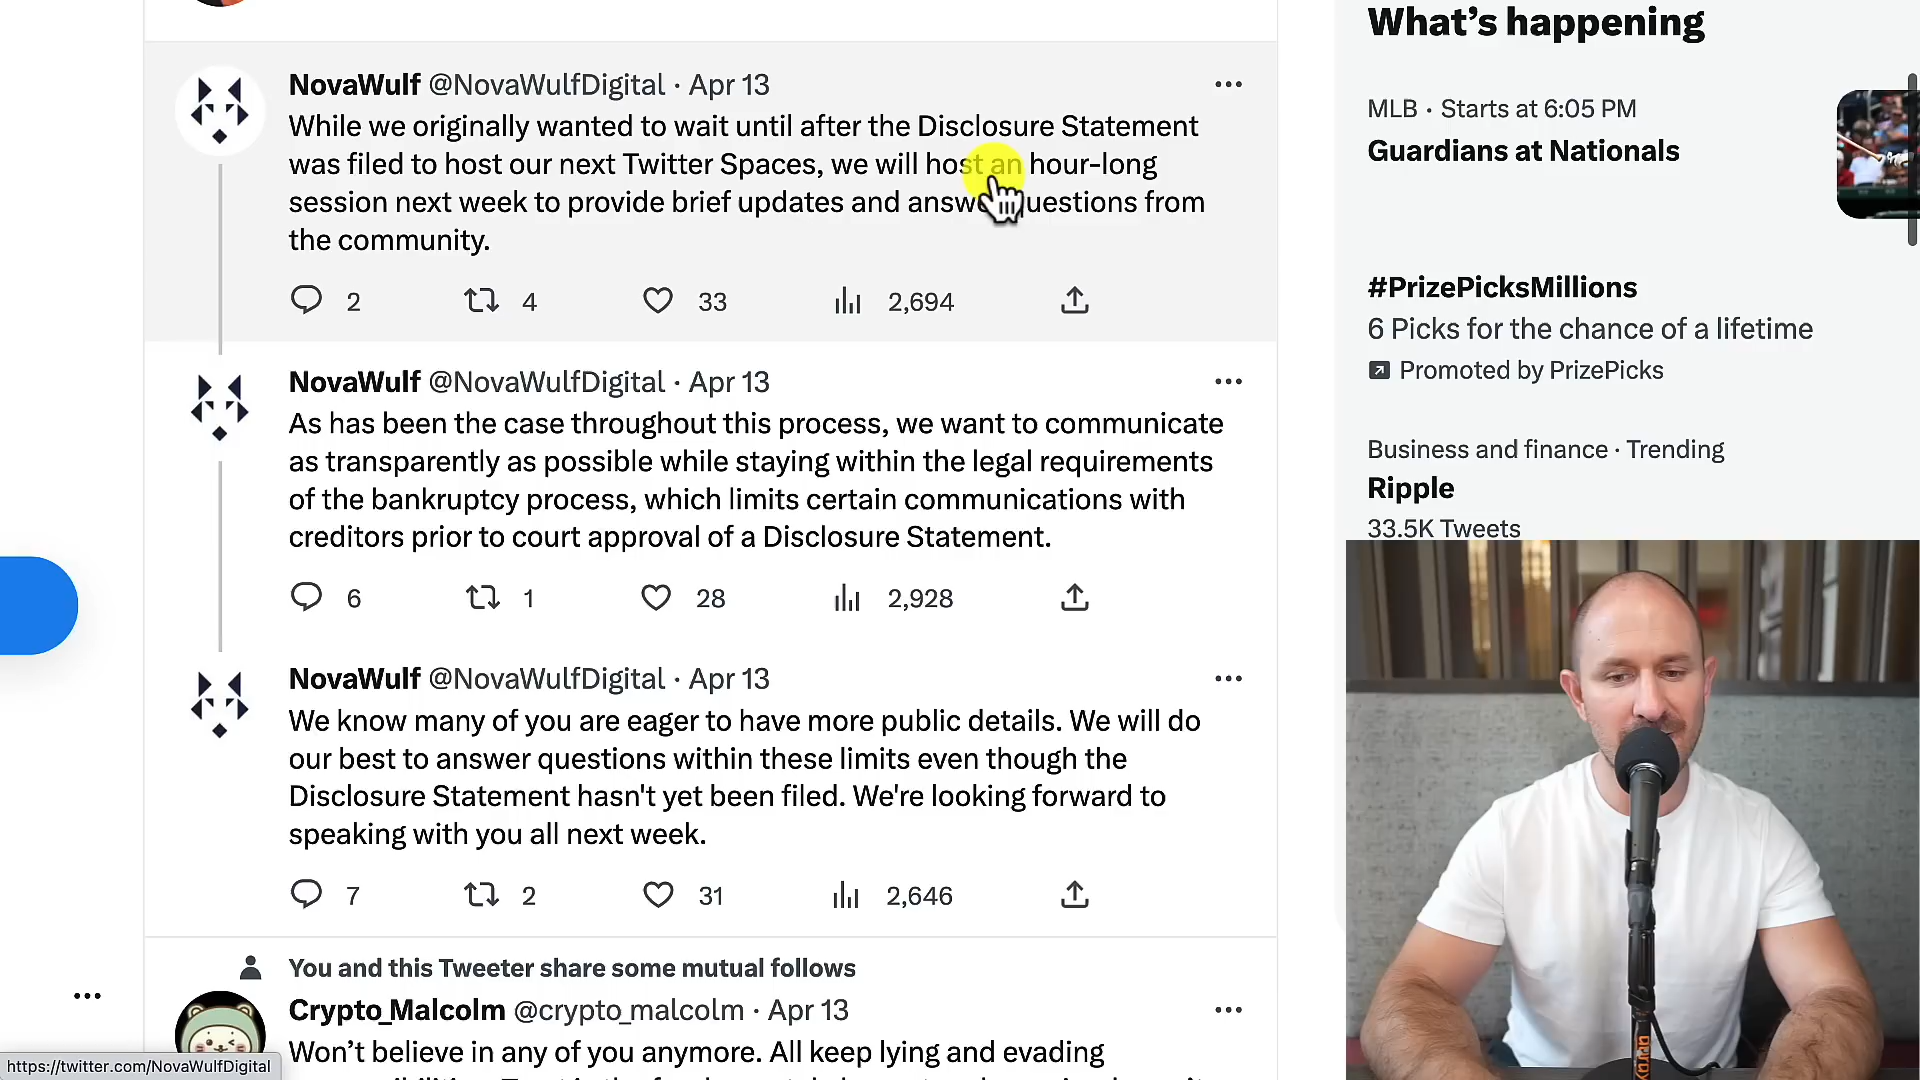 NovaWulf @NovaWulfDigital · Apr 13
While we originally wanted to wait until after the Disclosure Statement
was filed to host our next Twitter Spaces, we will host an hour-long
session next week to provide brief updates and answer questions from
the community.
2 4 33 2,694
NovaWulf @NovaWulfDigital · Apr 13
As has been the case throughout this process, we want to communicate
as transparently as possible while staying within the legal requirements
of the bankruptcy process, which limits certain communications with
creditors prior to court approval of a Disclosure Statement.
6 1 28 2,928
NovaWulf @NovaWulfDigital · Apr 13
We know many of you are eager to have more public details. We will do
our best to answer questions within these limits even though the
Disclosure Statement hasn't yet been filed. We're looking forward to
speaking with you all next week.
7 2 31 2,646
You and this Tweeter share some mutual follows
Crypto_Malcolm @crypto_malcolm · Apr 13
Won't believe in any of you anymore. All keep lying and evading
https://twitter.com/NovaWulfDigital
What's happening
MLB · Starts at 6:05 PM
Guardians at Nationals
#PrizePicksMillions
6 Picks for the chance of a lifetime
Promoted by PrizePicks
Business and finance · Trending
Ripple
33.5K Tweets